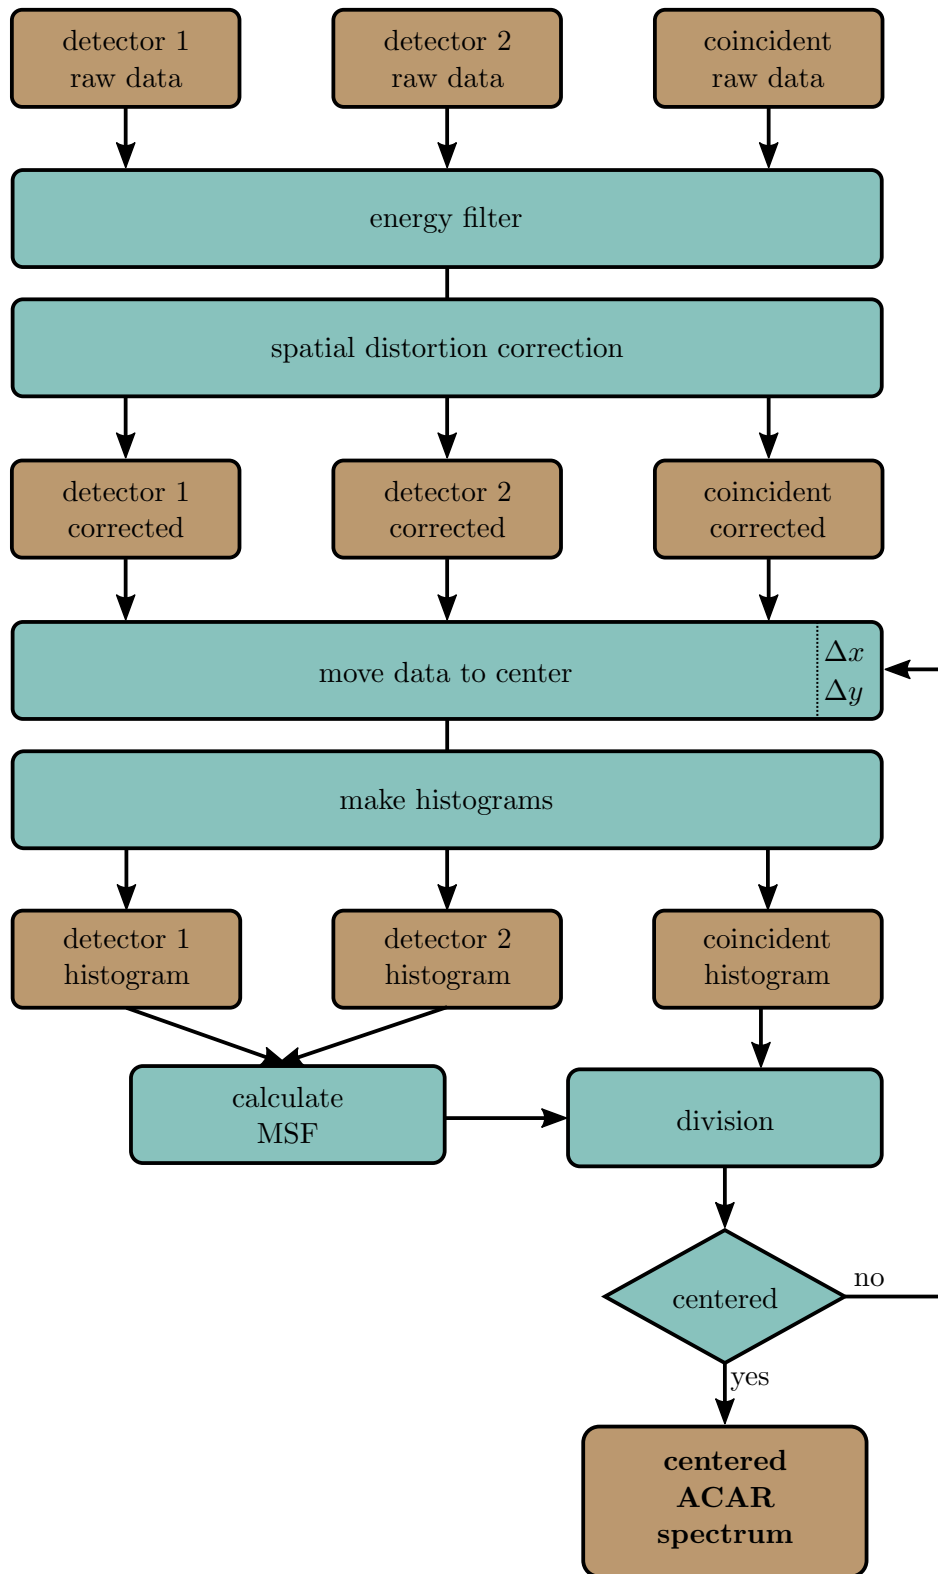 detector 1
raw data
detector 2
raw data
coincident
raw data
energy filter
spatial distortion correction
detector 1
corrected
detector 2
corrected
coincident
corrected
move data to center
Δx
Δy
make histograms
detector 1
histogram
detector 2
histogram
coincident
histogram
calculate
MSF
division
centered
no
yes
centered
ACAR
spectrum